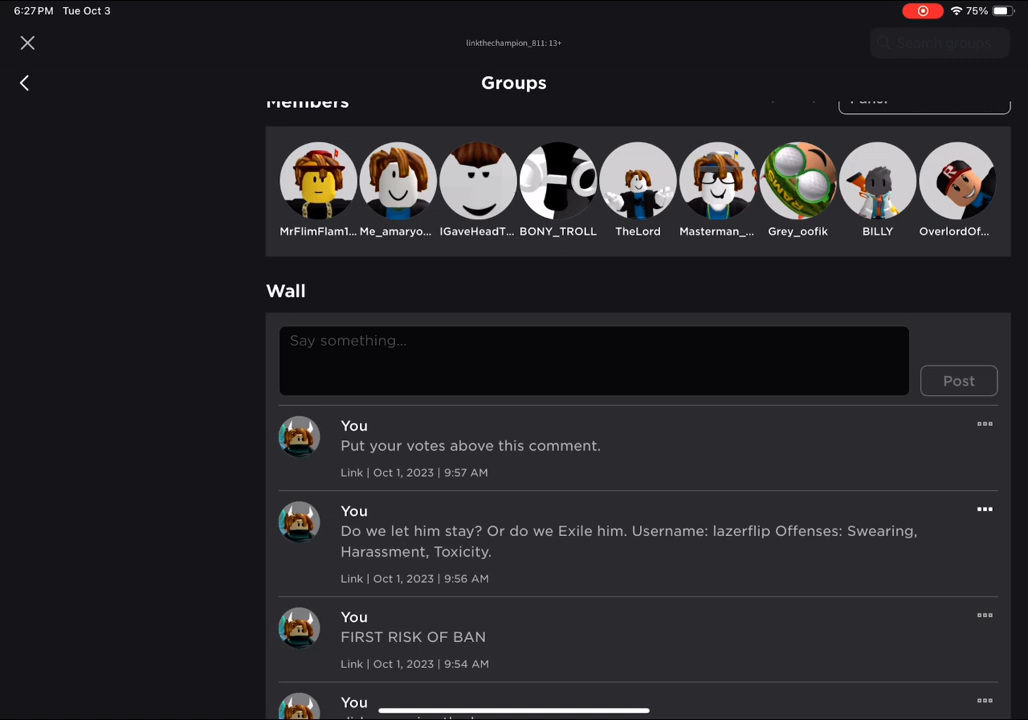 6:27PM Tue Oct 3 75%
linkthechampion_811: 13+
Search groups
Groups
Members
MrFlimFlam1... Me_amaryo... IGaveHeadT... BONY_TROLL TheLord Masterman_... Grey_oofik BILLY OverlordOf...
Wall
Say something...
Post
You
Put your votes above this comment.
Link | Oct 1, 2023 | 9:57 AM
You
Do we let him stay? Or do we Exile him. Username: lazerflip Offenses: Swearing,
Harassment, Toxicity.
Link | Oct 1, 2023 | 9:56 AM
You
FIRST RISK OF BAN
Link | Oct 1, 2023 | 9:54 AM
You